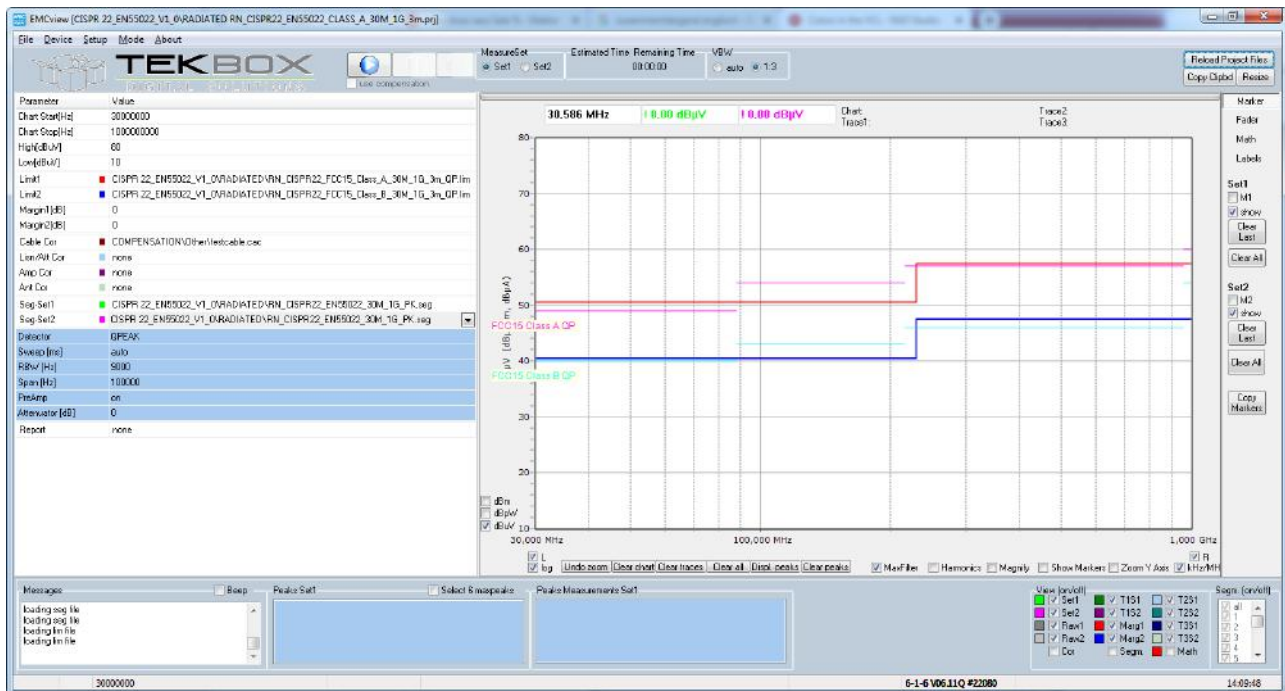 EMCview [CISPR 22_EN55022_V1_0\RADIATED RN_CISPR22_EN55022_CLASS_A_30M_1G_3m.prj]
File Device Setup Mode About
TEKBOX
DIGITAL SOLUTIONS
use compensation
MeasureSet
Set1 Set2
Estimated Time Remaining Time
00:00:00
VBW
auto 1:3
Reload Project Files
Copy Clpbd Resize
Parameter Value
Chart Start[Hz] 30000000
Chart Stop[Hz] 1000000000
High[dBuV] 80
Low[dBuV] 10
Limit1 CISPR 22_EN55022_V1_0\RADIATED\RN_CISPR22_FCC15_Class_A_30M_1G_3m_QP.lim
Limit2 CISPR 22_EN55022_V1_0\RADIATED\RN_CISPR22_FCC15_Class_B_30M_1G_3m_QP.lim
Margin1[dB] 0
Margin2[dB] 0
Cable Cor COMPENSATION\Other\testcable.cac
Lisn/Att Cor none
Amp Cor none
Ant Cor none
Seg-Set1 CISPR 22_EN55022_V1_0\RADIATED\RN_CISPR22_EN55022_30M_1G_PK.seg
Seg-Set2 CISPR 22_EN55022_V1_0\RADIATED\RN_CISPR22_EN55022_30M_1G_PK.seg
Detector QPEAK
Sweep [ms] auto
RBW [Hz] 9000
Span [Hz] 100000
PreAmp on
Attenuator [dB] 0
Report none
30.586 MHz ! 0.00 dBµV ! 0.00 dBµV
Chart:
Trace1:
Trace2:
Trace3:
80
70
60
50
FCC15 Class A QP
40
FCC15 Class B QP
30
20
10
dBm
dBpW
dBuV
30,000 MHz 100,000 MHz 1,000 GHz
L R
log Undo zoom Clear chart Clear traces Clear all Displ. peaks Clear peaks MaxFilter Harmonics Magnify Show Markers Zoom Y Axis kHz/MH
Marker
Fader
Math
Labels
Set1
M1
show
Clear Last
Clear All
Set2
M2
show
Clear Last
Clear All
Copy Markers
Messages Beep
loading seg file
loading seg file
loading lim file
loading lim file
Peaks Set1 Select 6 maxpeaks
Peaks Measurements Set1
View (on/off)
Set1 T1S1 T2S1
Set2 T1S2 T2S2
Raw1 Marg1 T3S1
Raw2 Marg2 T3S2
Cor Segm. Math
Segm. (on/off)
all
1
2
3
4
5
30000000 6-1-6 V06.11Q #22080 14:09:48